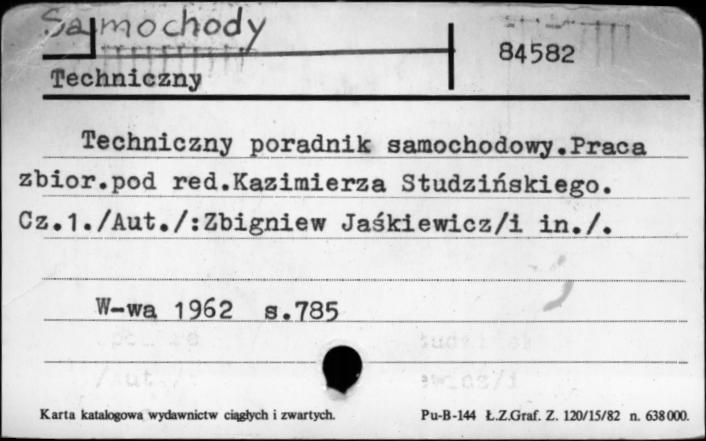 Samochody
84582
Techniczny
Techniczny poradnik samochodowy.Praca
zbior.pod red.Kazimierza Studzińskiego.
Cz.1./Aut./:Zbigniew Jaśkiewicz/i in./.
W-wa 1962 s.785
Karta katalogowa wydawnictw ciągłych i zwartych. Pu-B-144 Ł.Z.Graf. Z. 120/15/82 n. 638000.